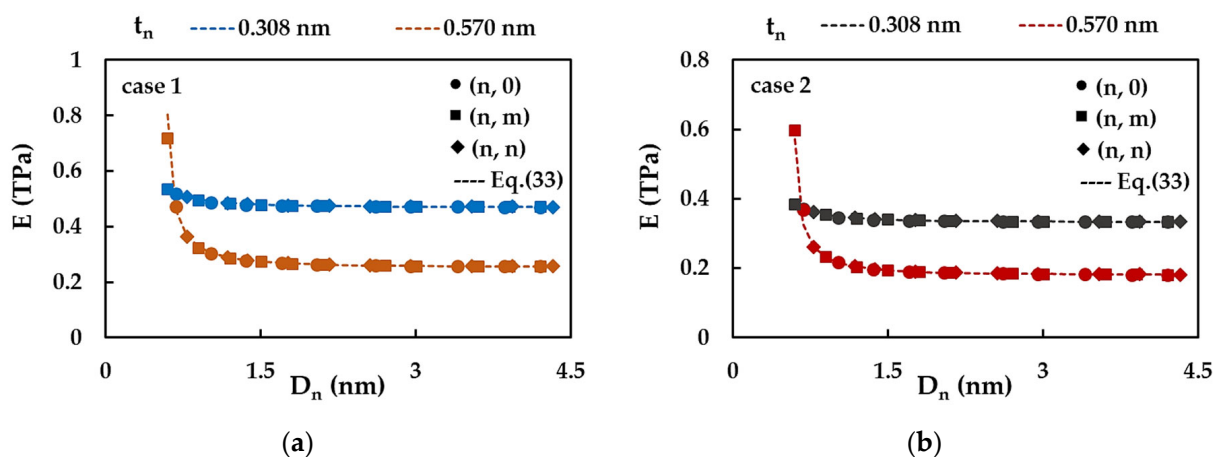 tn 0.308 nm 0.570 nm
1
0.8
0.6
0.4
0.2
0
E (TPa)
case 1
(n, 0)
(n, m)
(n, n)
Eq.(33)
0 1.5 3 4.5
Dn (nm)
(a)
tn 0.308 nm 0.570 nm
0.8
0.6
0.4
0.2
0
E (TPa)
case 2
(n, 0)
(n, m)
(n, n)
Eq.(33)
0 1.5 3 4.5
Dn (nm)
(b)